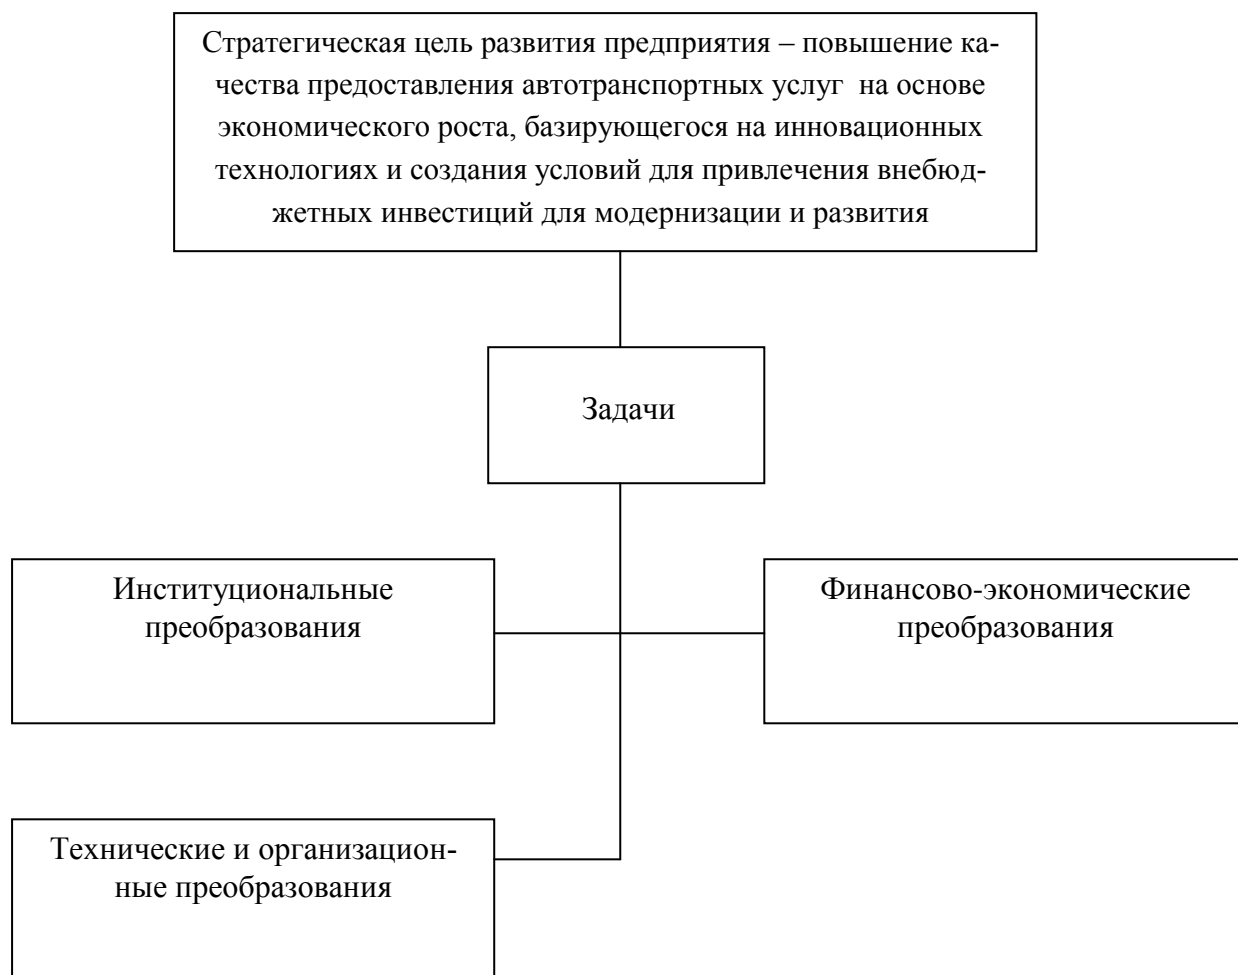 Стратегическая цель развития предприятия – повышение ка-
чества предоставления автотранспортных услуг  на основе
экономического роста, базирующегося на инновационных
технологиях и создания условий для привлечения внебюд-
жетных инвестиций для модернизации и развития
Задачи
Институциональные
преобразования
Финансово-экономические
преобразования
Технические и организацион-
ные преобразования